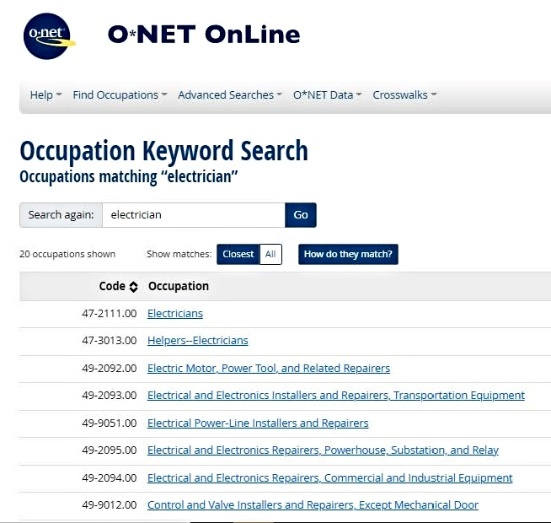 o·net
O*NET OnLine
Help Find Occupations Advanced Searches O*NET Data Crosswalks
Occupation Keyword Search
Occupations matching “electrician”
Search again: electrician Go
20 occupations shown Show matches: Closest All How do they match?
Code Occupation
47-2111.00 Electricians
47-3013.00 Helpers--Electricians
49-2092.00 Electric Motor, Power Tool, and Related Repairers
49-2093.00 Electrical and Electronics Installers and Repairers, Transportation Equipment
49-9051.00 Electrical Power-Line Installers and Repairers
49-2095.00 Electrical and Electronics Repairers, Powerhouse, Substation, and Relay
49-2094.00 Electrical and Electronics Repairers, Commercial and Industrial Equipment
49-9012.00 Control and Valve Installers and Repairers, Except Mechanical Door